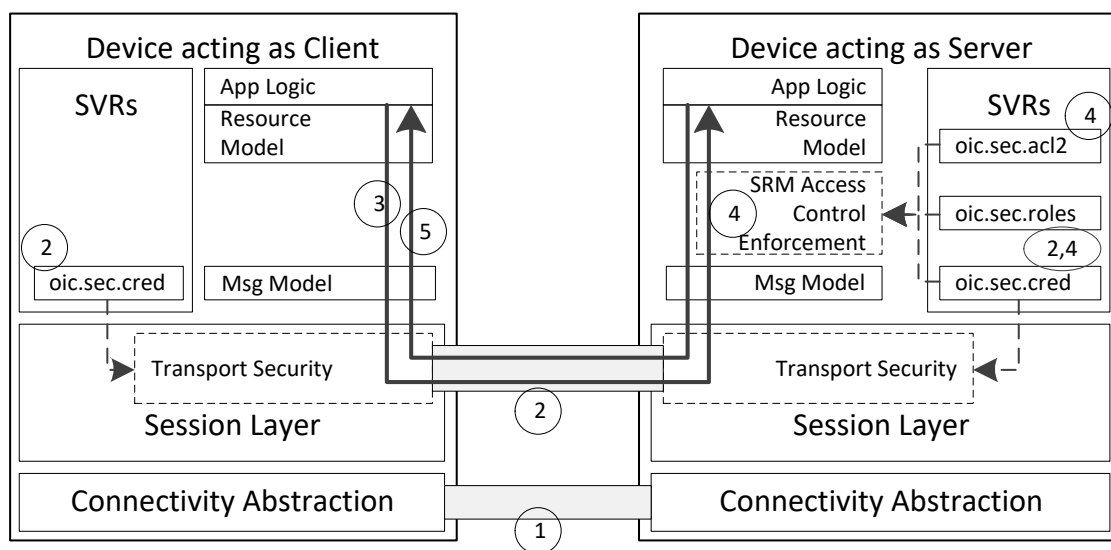 Device acting as Client
SVRs
2
oic.sec.cred
App Logic
Resource
Model
3
5
Msg Model
Transport Security
Session Layer
Connectivity Abstraction
2
1
Device acting as Server
App Logic
Resource
Model
SRM Access
Control
Enforcement
4
Msg Model
SVRs
4
oic.sec.acl2
oic.sec.roles
2,4
oic.sec.cred
Transport Security
Session Layer
Connectivity Abstraction